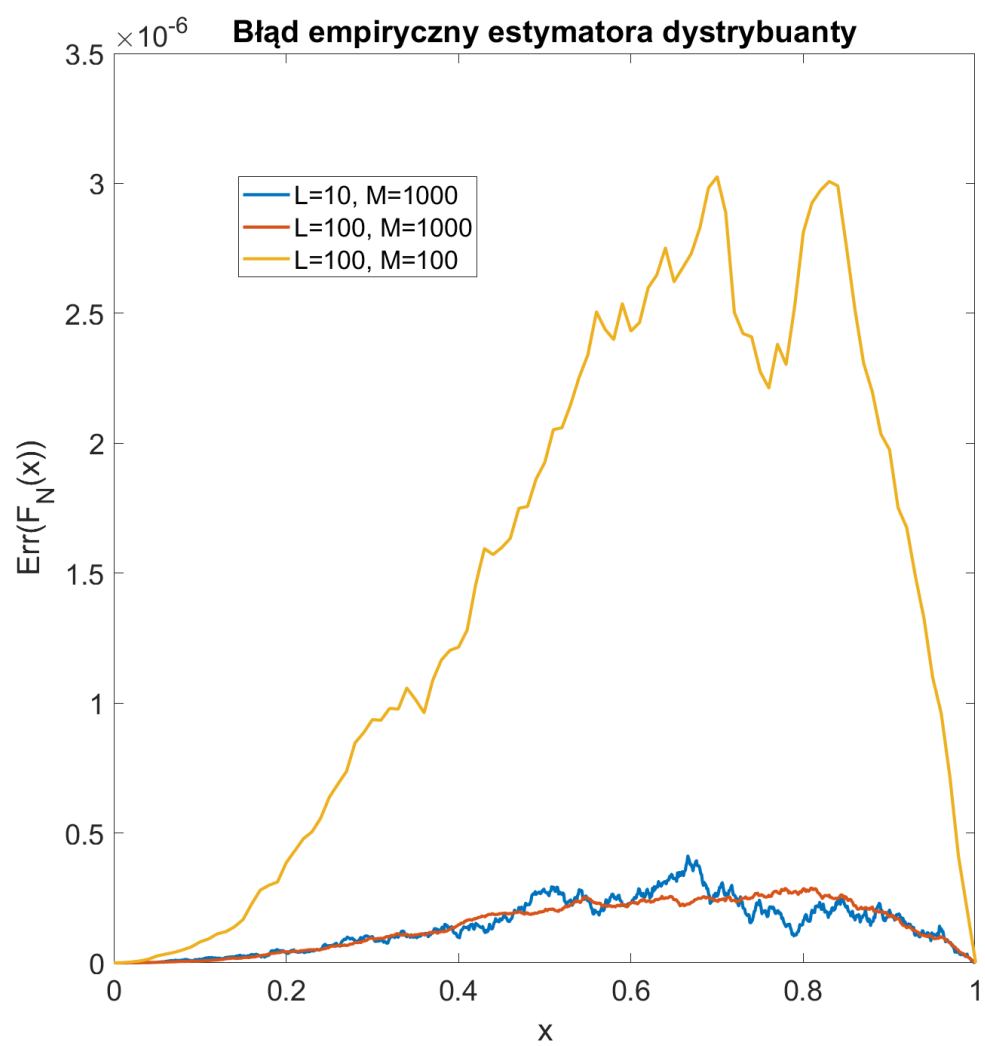 ×10⁻⁶
Błąd empiryczny estymatora dystrybuanty
3.5
3
2.5
2
1.5
1
0.5
0
L=10, M=1000
L=100, M=1000
L=100, M=100
Err(F_N(x))
0
0.2
0.4
0.6
0.8
1
x